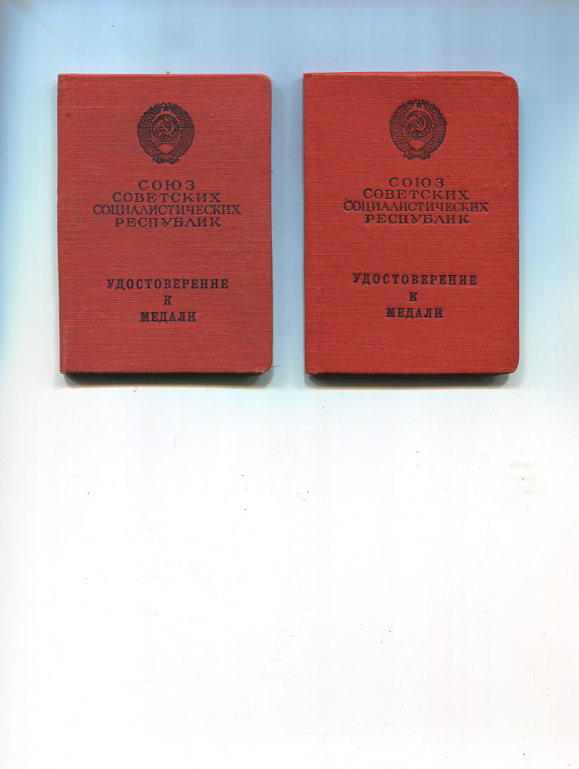 СОЮЗ
СОВЕТСКИХ
СОЦИАЛИСТИЧЕСКИХ
РЕСПУБЛИК
УДОСТОВЕРЕНИЕ
К
МЕДАЛИ
СОЮЗ
СОВЕТСКИХ
СОЦИАЛИСТИЧЕСКИХ
РЕСПУБЛИК
УДОСТОВЕРЕНИЕ
К
МЕДАЛИ